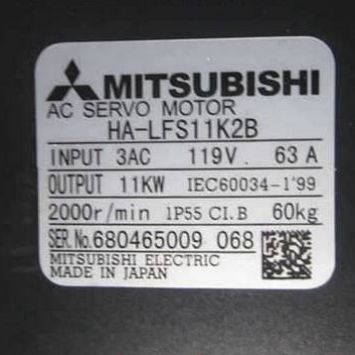 MITSUBISHI
AC SERVO MOTOR
HA-LFS11K2B
INPUT 3AC 119V. 63 A
OUTPUT 11KW IEC60034-1'99
2000r/min 1P55 CI.B 60kg
SER.No.680465009 068
MITSUBISHI ELECTRIC
MADE IN JAPAN